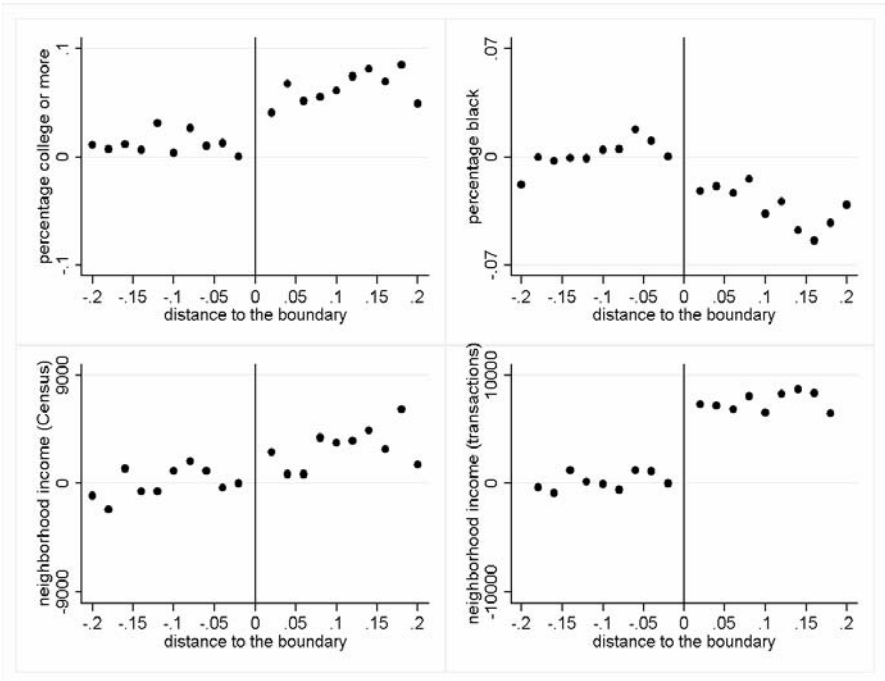 percentage college or more
.1
0
-.1
-.2 -.15 -.1 -.05 0 .05 .1 .15 .2
distance to the boundary
percentage black
.07
0
-.07
-.2 -.15 -.1 -.05 0 .05 .1 .15 .2
distance to the boundary
neighborhood income (Census)
9000
0
-9000
-.2 -.15 -.1 -.05 0 .05 .1 .15 .2
distance to the boundary
neighborhood income (transactions)
10000
0
-10000
-.2 -.15 -.1 -.05 0 .05 .1 .15 .2
distance to the boundary